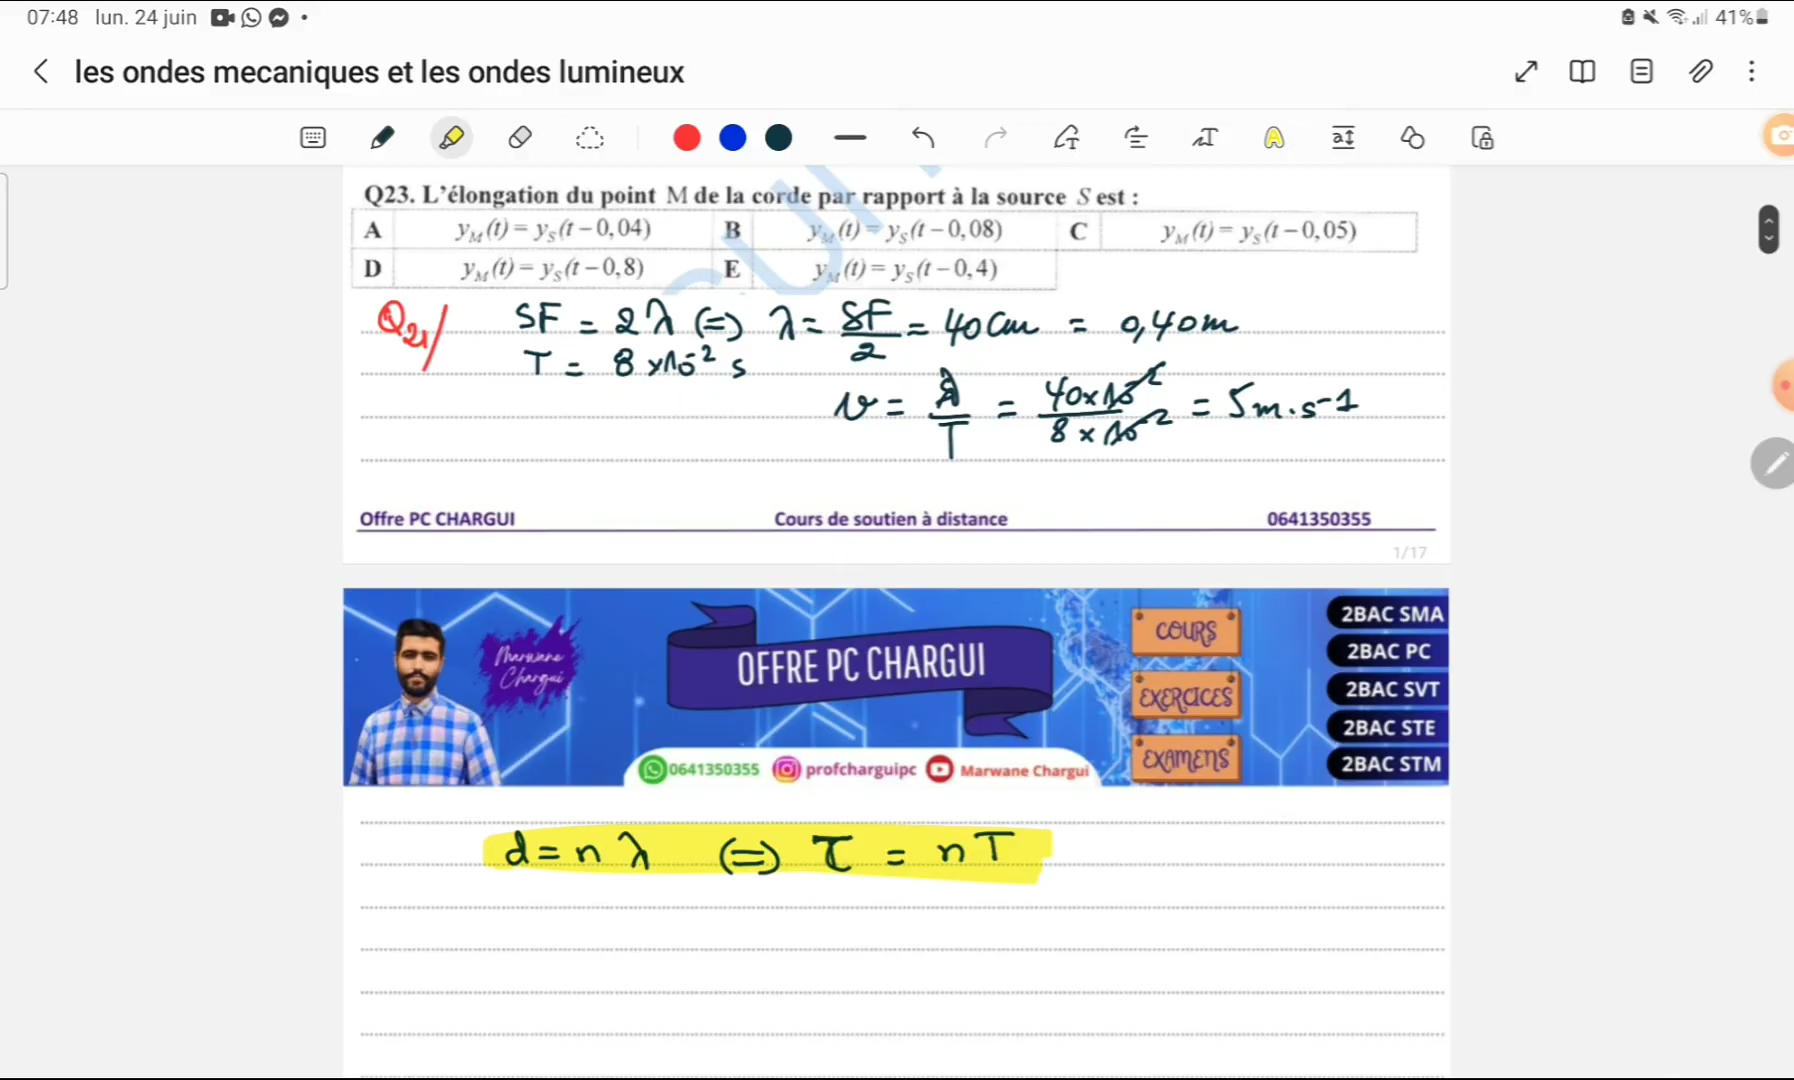 07:48 lun. 24 juin
41%
les ondes mecaniques et les ondes lumineux
Q23. L'élongation du point M de la corde par rapport à la source S est :
A y_M(t) = y_S(t − 0,04) B y_M(t) = y_S(t − 0,08) C y_M(t) = y_S(t − 0,05)
D y_M(t) = y_S(t − 0,8) E y_M(t) = y_S(t − 0,4)
Q21/ SF = 2λ (=) λ = SF/2 = 40 Cm = 0,40m
T = 8 ×10^-2 s
v = λ/T = 40×10^-2 / 8×10^-2 = 5m.s^-1
Offre PC CHARGUI Cours de soutien à distance 0641350355
1/17
Marwane Chargui
OFFRE PC CHARGUI
COURS
EXERCICES
EXAMENS
2BAC SMA
2BAC PC
2BAC SVT
2BAC STE
2BAC STM
0641350355 profcharguipc Marwane Chargui
d = n λ (=) τ = n T